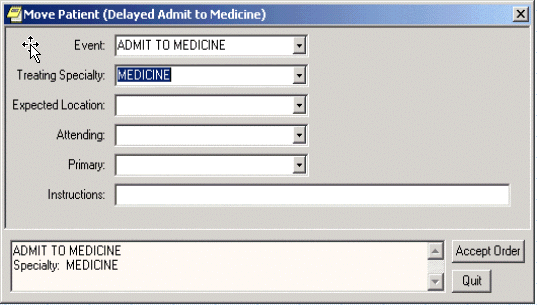 Move Patient (Delayed Admit to Medicine)
Event: ADMIT TO MEDICINE
Treating Specialty: MEDICINE
Expected Location:
Attending:
Primary:
Instructions:
ADMIT TO MEDICINE
Specialty: MEDICINE
Accept Order
Quit